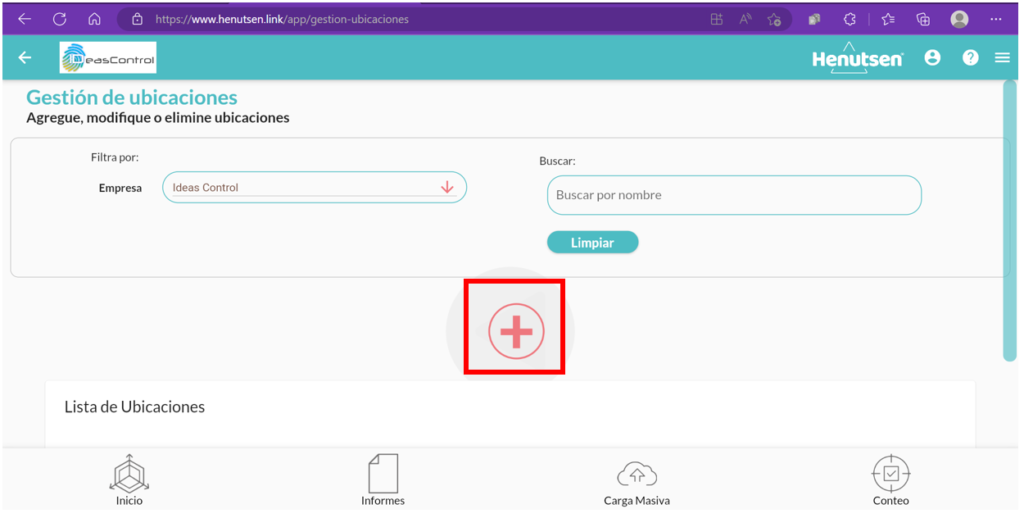 https://www.henutsen.link/app/gestion-ubicaciones
easControl
Henutsen
Gestión de ubicaciones
Agregue, modifique o elimine ubicaciones
Filtra por:
Buscar:
Empresa
Ideas Control
Buscar por nombre
Limpiar
Lista de Ubicaciones
Inicio
Informes
Carga Masiva
Conteo